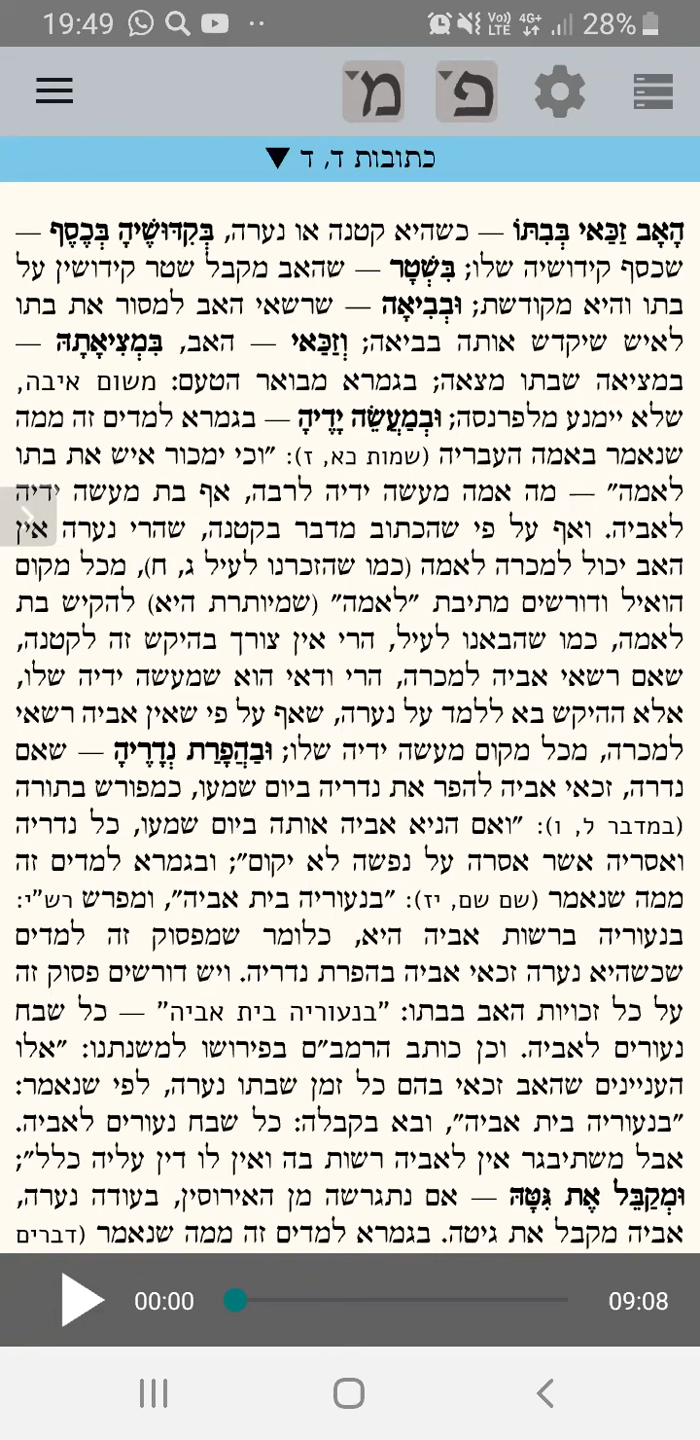 19:49
Vo)) LTE 4G+ 28%
מ פ
כתובות ד, ד ▼
הָאָב זַכַּאי בְּבִתּוֹ — כשהיא קטנה או נערה, בְּקִדּוּשֶׁיהָ בְּכֶסֶף —
שכסף קידושיה שלו; בִּשְׁטָר — שהאב מקבל שטר קידושין על
בתו והיא מקודשת; וּבְבִיאָה — שרשאי האב למסור את בתו
לאיש שיקדש אותה בביאה; וְזַכַּאי — האב, בִּמְצִיאָתָהּ —
במציאה שבתו מצאה; בגמרא מבואר הטעם: משום איבה,
שלא יימנע מלפרנסה; וּבְמַעֲשֵׂה יָדֶיהָ — בגמרא למדים זה ממה
שנאמר באמה העבריה (שמות כא, ז): ״וכי ימכור איש את בתו
לאמה״ — מה אמה מעשה ידיה לרבה, אף בת מעשה ידיה
לאביה. ואף על פי שהכתוב מדבר בקטנה, שהרי נערה אין
האב יכול למכרה לאמה (כמו שהזכרנו לעיל ג, ח), מכל מקום
הואיל ודורשים מתיבת ״לאמה״ (שמיותרת היא) להקיש בת
לאמה, כמו שהבאנו לעיל, הרי אין צורך בהיקש זה לקטנה,
שאם רשאי אביה למכרה, הרי ודאי הוא שמעשה ידיה שלו,
אלא ההיקש בא ללמד על נערה, שאף על פי שאין אביה רשאי
למכרה, מכל מקום מעשה ידיה שלו; וּבַהֲפָרַת נְדָרֶיהָ — שאם
נדרה, זכאי אביה להפר את נדריה ביום שמעו, כמפורש בתורה
(במדבר ל, ו): ״ואם הניא אביה אותה ביום שמעו, כל נדריה
ואסריה אשר אסרה על נפשה לא יקום״; ובגמרא למדים זה
ממה שנאמר (שם שם, יז): ״בנעוריה בית אביה״, ומפרש רש״י:
בנעוריה ברשות אביה היא, כלומר שמפסוק זה למדים
שכשהיא נערה זכאי אביה בהפרת נדריה. ויש דורשים פסוק זה
על כל זכויות האב בבתו: ״בנעוריה בית אביה״ — כל שבח
נעורים לאביה. וכן כותב הרמב״ם בפירושו למשנתנו: ״אלו
העניינים שהאב זכאי בהם כל זמן שבתו נערה, לפי שנאמר:
״בנעוריה בית אביה״, ובא בקבלה: כל שבח נעורים לאביה.
אבל משתיבגר אין לאביה רשות בה ואין לו דין עליה כלל״;
וּמְקַבֵּל אֶת גִּטָּהּ — אם נתגרשה מן האירוסין, בעודה נערה,
אביה מקבל את גיטה. בגמרא למדים זה ממה שנאמר (דברים
00:00 09:08